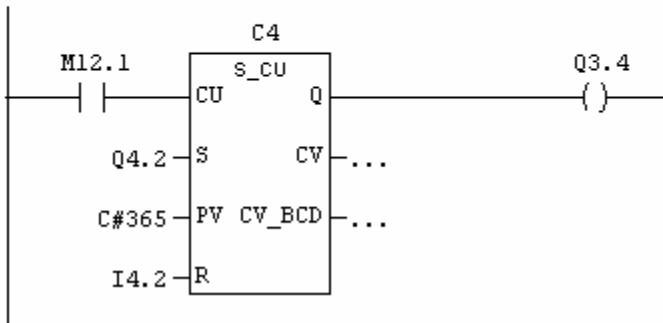 C4
M12.1 S_CU Q3.4
CU Q
Q4.2 S CV ...
C#365 PV CV_BCD ...
I4.2 R